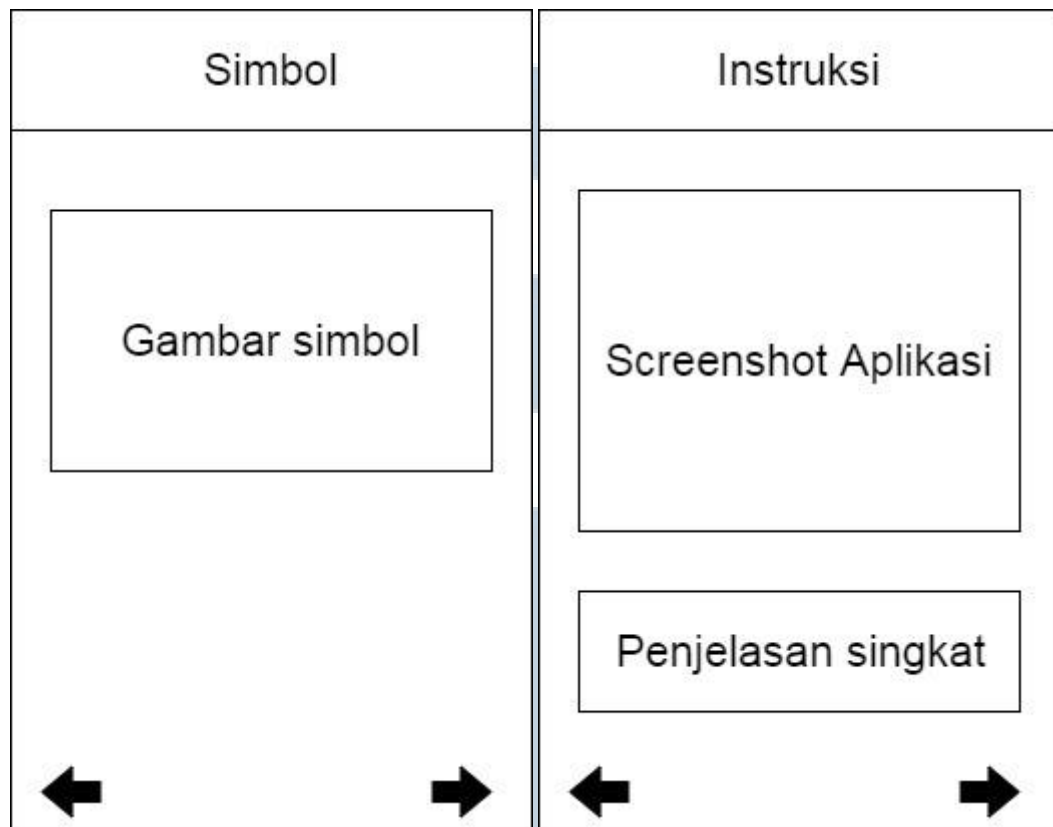 Simbol
Gambar simbol
Instruksi
Screenshot Aplikasi
Penjelasan singkat